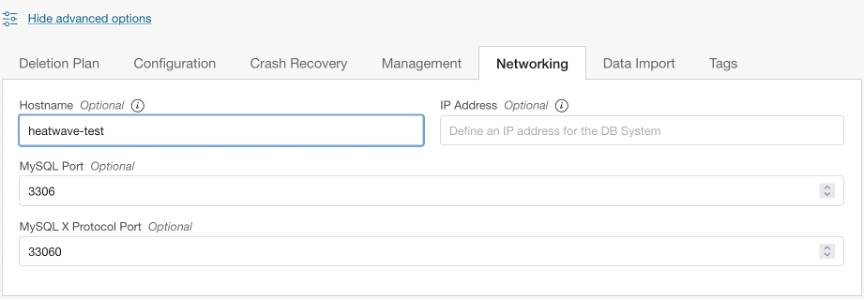 Hide advanced options
Deletion Plan Configuration Crash Recovery Management Networking Data Import Tags
Hostname Optional i IP Address Optional i
heatwave-test Define an IP address for the DB System
MySQL Port Optional
3306
MySQL X Protocol Port Optional
33060